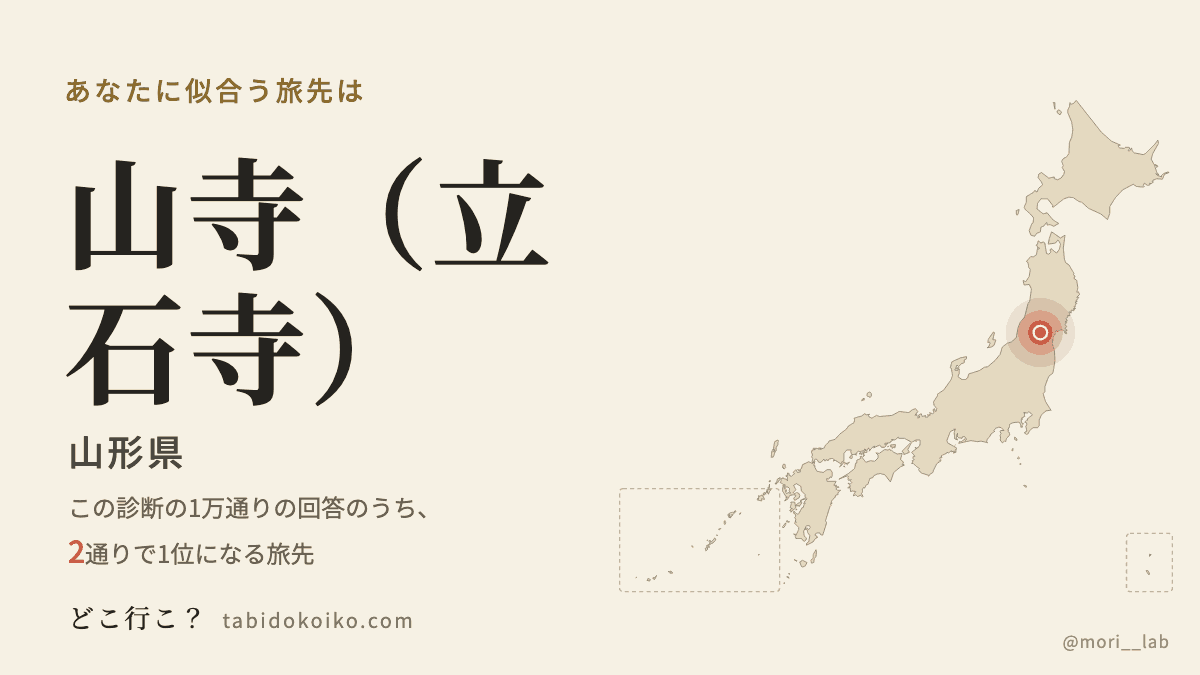 あなたに似合う旅先は
山寺（立
石寺）
山形県
この診断の1万通りの回答のうち、
2通りで1位になる旅先
どこ行こ？ tabidokoiko.com
@mori__lab